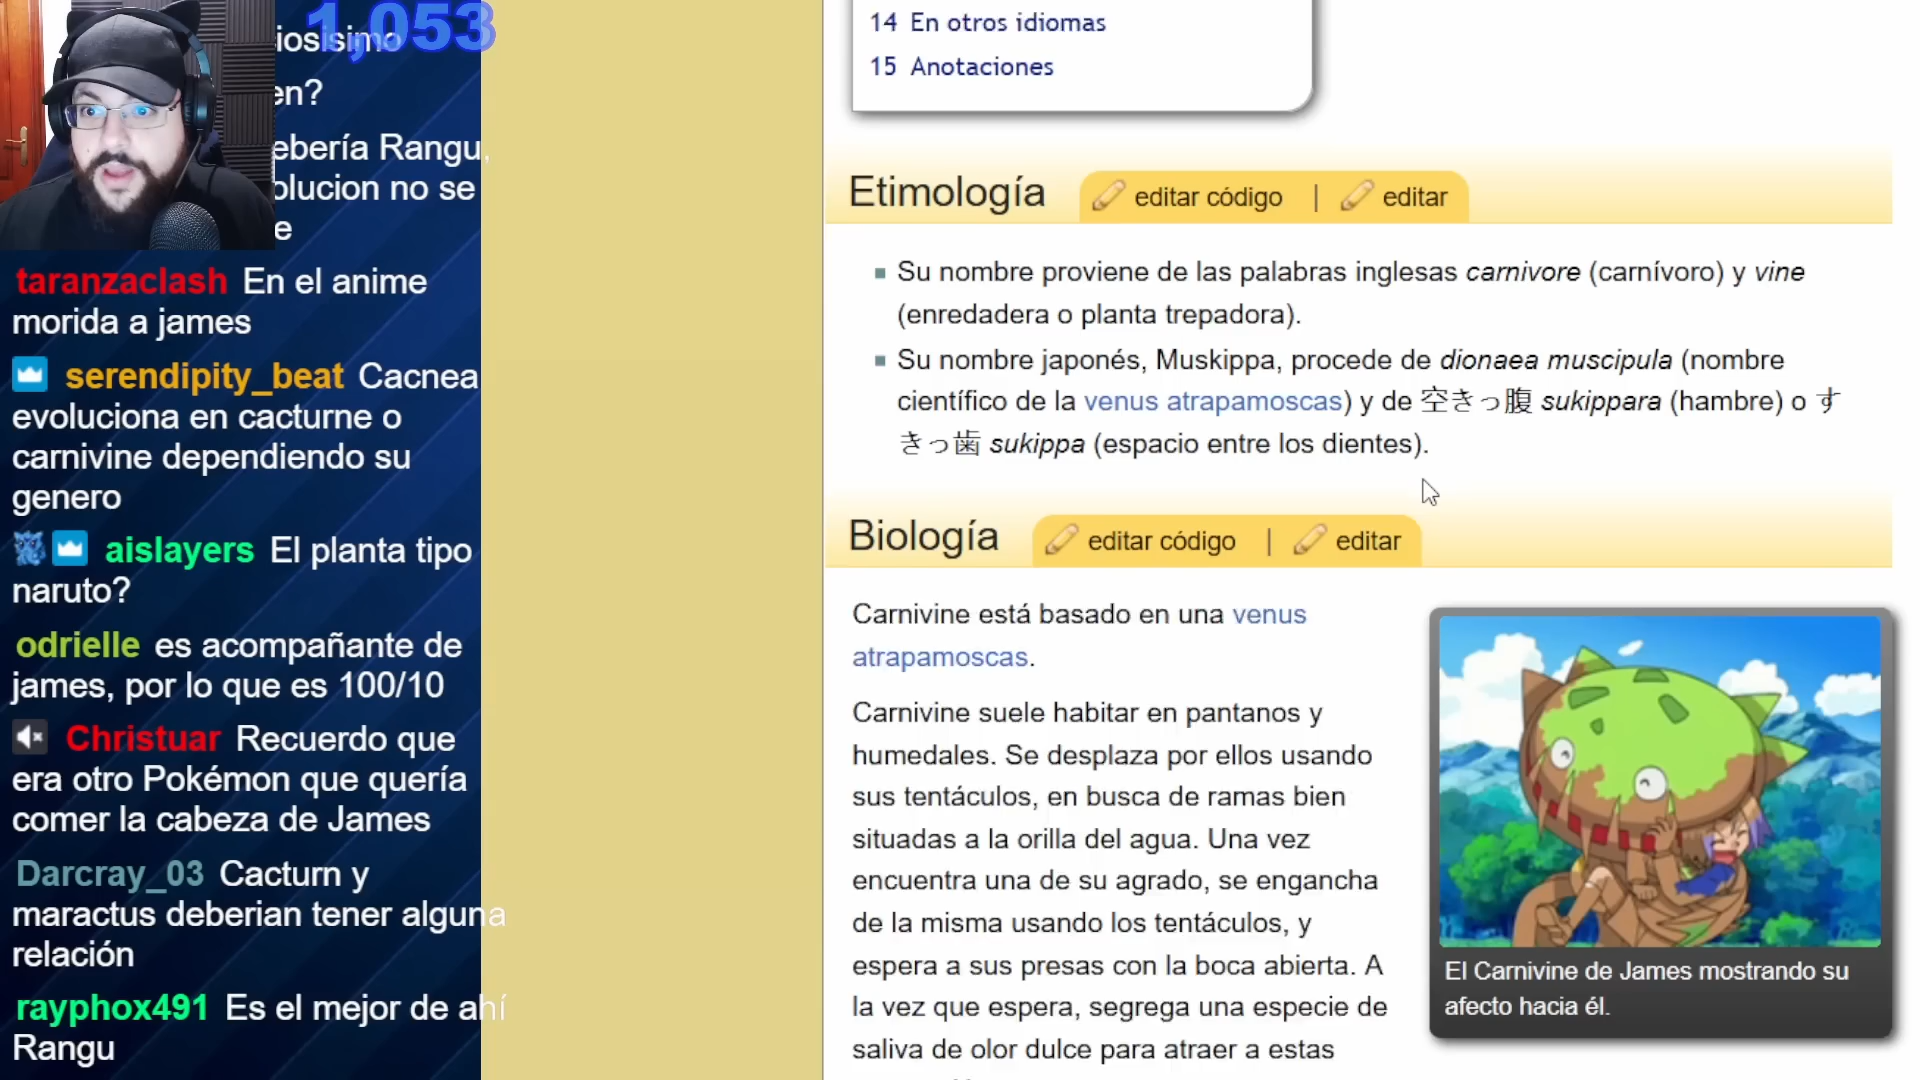 1,053
iosisimo
en?
ebería Rangu,
olucion no se
e
taranzaclash En el anime
morida a james
serendipity_beat Cacnea
evoluciona en cacturne o
carnivine dependiendo su
genero
aislayers El planta tipo
naruto?
odrielle es acompañante de
james, por lo que es 100/10
Christuar Recuerdo que
era otro Pokémon que quería
comer la cabeza de James
Darcray_03 Cacturn y
maractus deberian tener alguna
relación
rayphox491 Es el mejor de ahí
Rangu
14 En otros idiomas
15 Anotaciones
Etimología editar código | editar
Su nombre proviene de las palabras inglesas carnivore (carnívoro) y vine
(enredadera o planta trepadora).
Su nombre japonés, Muskippa, procede de dionaea muscipula (nombre
científico de la venus atrapamoscas) y de 空きっ腹 sukippara (hambre) o す
きっ歯 sukippa (espacio entre los dientes).
Biología editar código | editar
Carnivine está basado en una venus
atrapamoscas.
Carnivine suele habitar en pantanos y
humedales. Se desplaza por ellos usando
sus tentáculos, en busca de ramas bien
situadas a la orilla del agua. Una vez
encuentra una de su agrado, se engancha
de la misma usando los tentáculos, y
espera a sus presas con la boca abierta. A
la vez que espera, segrega una especie de
saliva de olor dulce para atraer a estas
El Carnivine de James mostrando su
afecto hacia él.